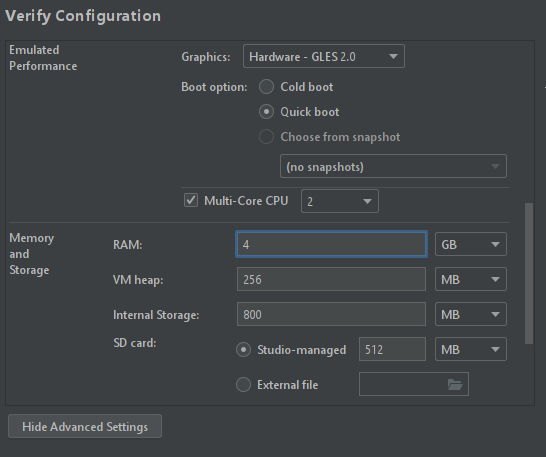 Verify Configuration
Emulated
Performance
Graphics: Hardware - GLES 2.0
Boot option: Cold boot
Quick boot
Choose from snapshot
(no snapshots)
Multi-Core CPU 2
Memory
and
Storage
RAM: 4 GB
VM heap: 256 MB
Internal Storage: 800 MB
SD card: Studio-managed 512 MB
External file
Hide Advanced Settings